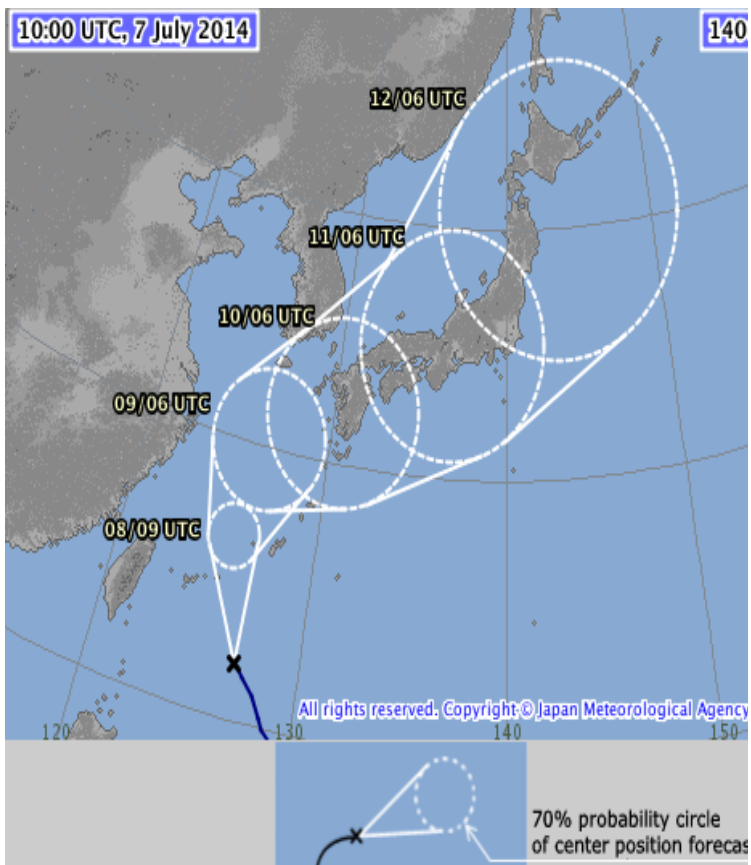 10:00 UTC, 7 July 2014
140
12/06 UTC
11/06 UTC
10/06 UTC
09/06 UTC
08/09 UTC
All rights reserved. Copyright © Japan Meteorological Agency
120
130
140
150
70% probability circle
of center position forecas